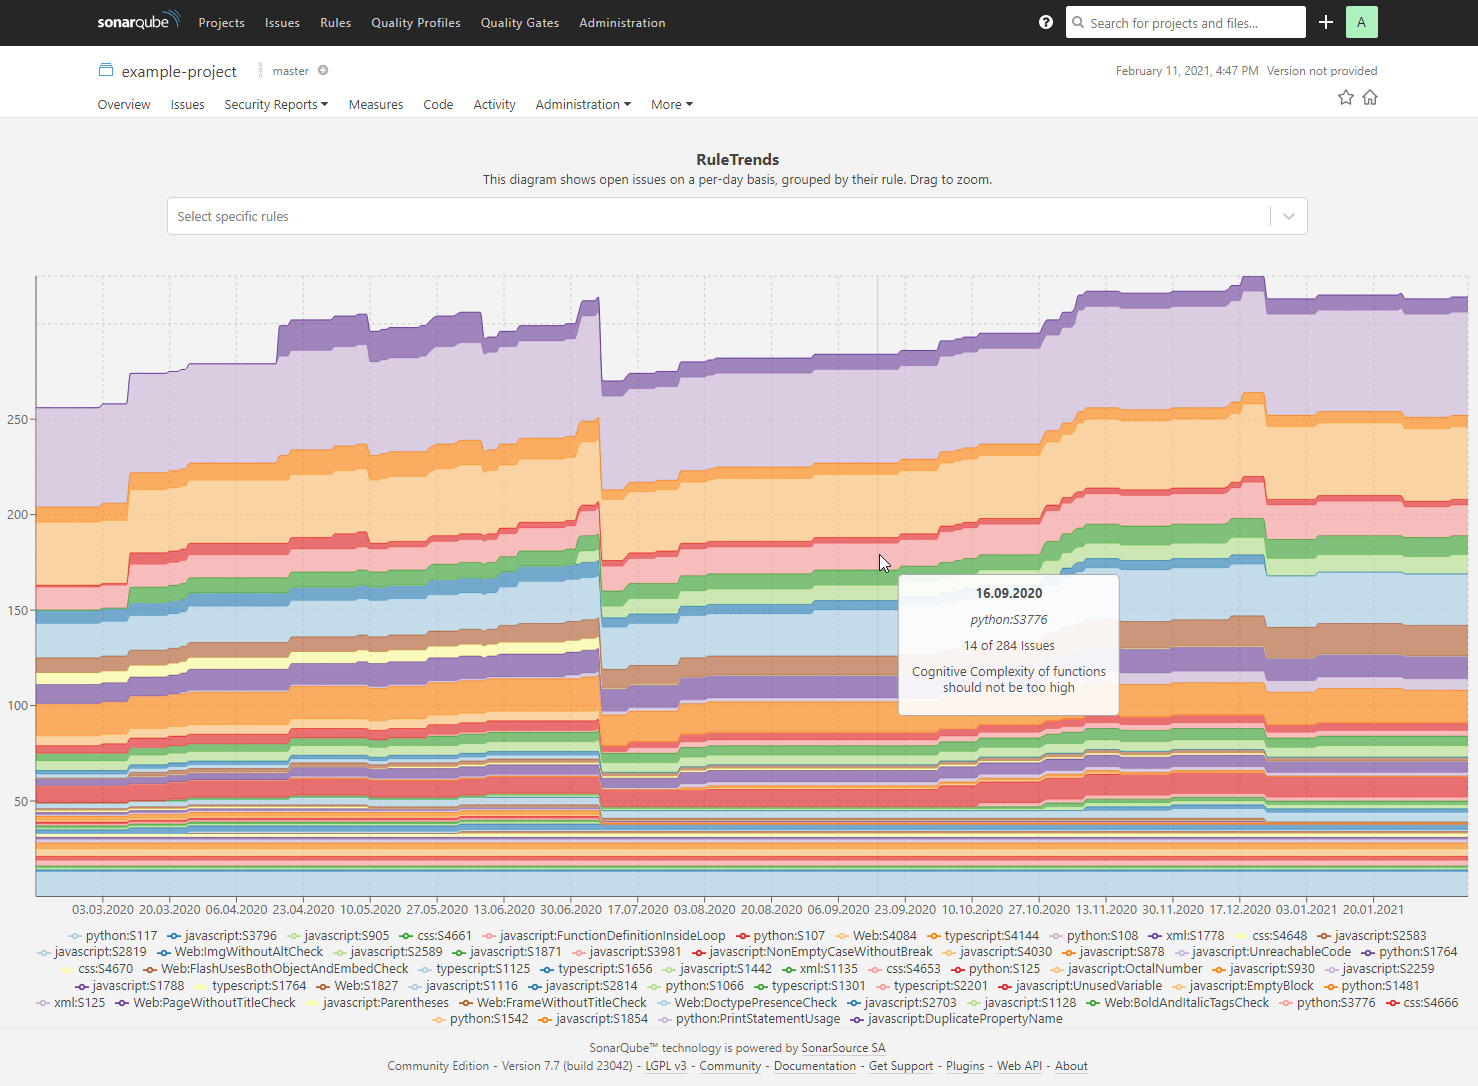 sonarqube Projects Issues Rules Quality Profiles Quality Gates Administration ? Search for projects and files... A
example-project master February 11, 2021, 4:47 PM Version not provided
Overview Issues Security Reports Measures Code Activity Administration More
RuleTrends
This diagram shows open issues on a per-day basis, grouped by their rule. Drag to zoom.
Select specific rules
250
200
150
100
50
16.09.2020
python:S3776
14 of 284 Issues
Cognitive Complexity of functions
should not be too high
03.03.2020 20.03.2020 06.04.2020 23.04.2020 10.05.2020 27.05.2020 13.06.2020 30.06.2020 17.07.2020 03.08.2020 20.08.2020 06.09.2020 23.09.2020 10.10.2020 27.10.2020 13.11.2020 30.11.2020 17.12.2020 03.01.2021 20.01.2021
python:S117 javascript:S3796 javascript:S905 css:S4661 javascript:FunctionDefinitionInsideLoop python:S107 Web:S4084 typescript:S4144 python:S108 xml:S1778 css:S4648 javascript:S2583
javascript:S2819 Web:ImgWithoutAltCheck javascript:S2589 javascript:S1871 javascript:S3981 javascript:NonEmptyCaseWithoutBreak javascript:S4030 javascript:S878 javascript:UnreachableCode python:S1764
css:S4670 Web:FlashUsesBothObjectAndEmbedCheck typescript:S1125 typescript:S1656 javascript:S1442 xml:S1135 css:S4653 python:S125 javascript:OctalNumber javascript:S930 javascript:S2259
javascript:S1788 typescript:S1764 Web:S1827 javascript:S1116 javascript:S2814 python:S1066 typescript:S1301 typescript:S2201 javascript:UnusedVariable javascript:EmptyBlock python:S1481
xml:S125 Web:PageWithoutTitleCheck javascript:Parentheses Web:FrameWithoutTitleCheck Web:DoctypePresenceCheck javascript:S2703 javascript:S1128 Web:BoldAndItalicTagsCheck python:S3776 css:S4666
python:S1542 javascript:S1854 python:PrintStatementUsage javascript:DuplicatePropertyName
SonarQube™ technology is powered by SonarSource SA
Community Edition - Version 7.7 (build 23042) - LGPL v3 - Community - Documentation - Get Support - Plugins - Web API - About